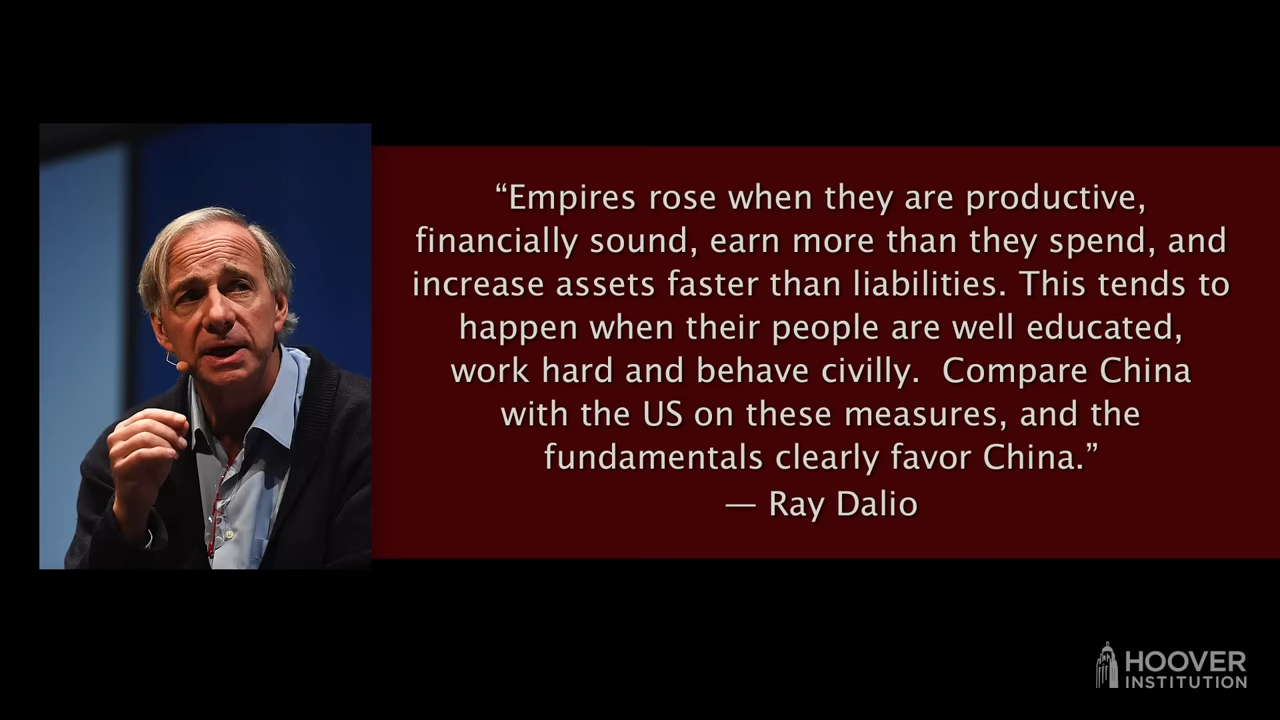 “Empires rose when they are productive,
financially sound, earn more than they spend, and
increase assets faster than liabilities. This tends to
happen when their people are well educated,
work hard and behave civilly.  Compare China
with the US on these measures, and the
fundamentals clearly favor China.”
— Ray Dalio
HOOVER
INSTITUTION